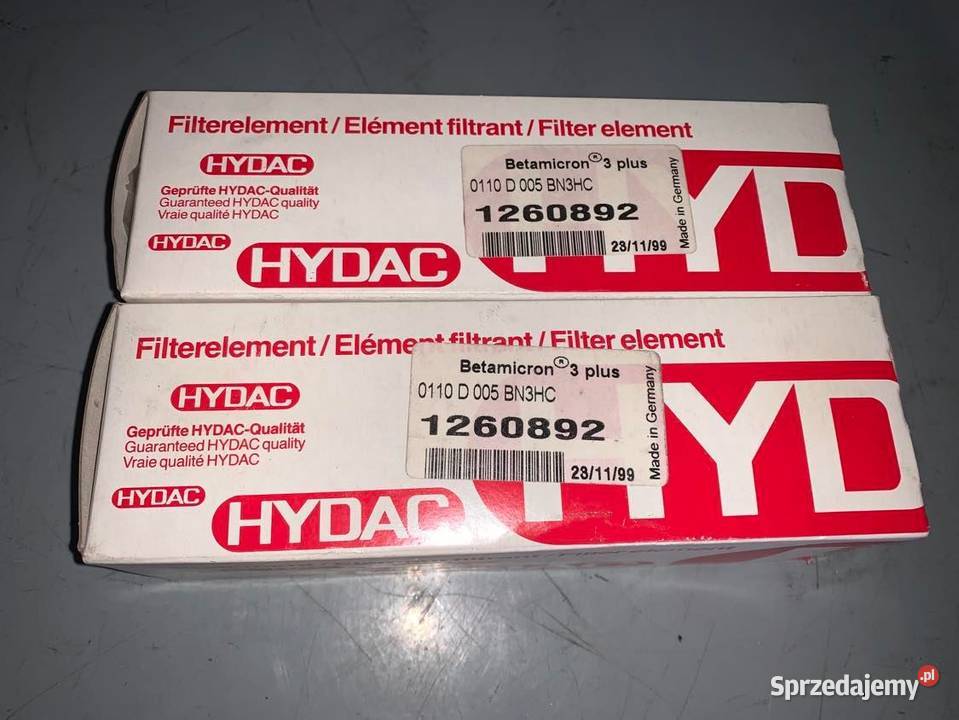 Filterelement / Elément filtrant / Filter element
HYDAC
Geprüfte HYDAC-Qualität
Guaranteed HYDAC quality
Vraie qualité HYDAC
HYDAC
HYDAC
Betamicron® 3 plus
0110 D 005 BN3HC
1260892
23/11/99
Made in Germany
HYD
Filterelement / Elément filtrant / Filter element
HYDAC
Geprüfte HYDAC-Qualität
Guaranteed HYDAC quality
Vraie qualité HYDAC
HYDAC
HYDAC
Betamicron® 3 plus
0110 D 005 BN3HC
1260892
23/11/99
Made in Germany
HYD
Sprzedajemy.pl